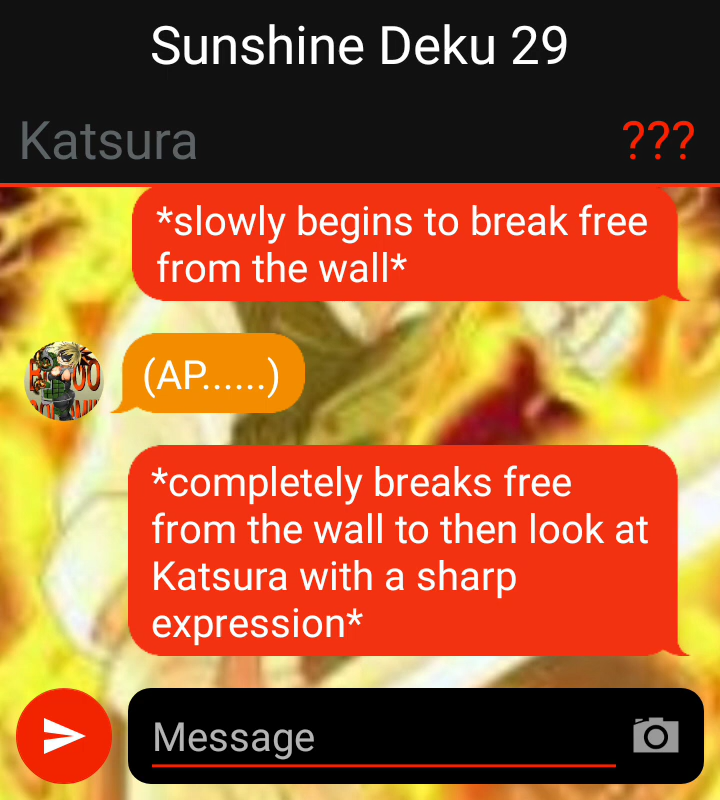 Sunshine Deku 29
Katsura ???
*slowly begins to break free
from the wall*
(AP......)
*completely breaks free
from the wall to then look at
Katsura with a sharp
expression*
Message